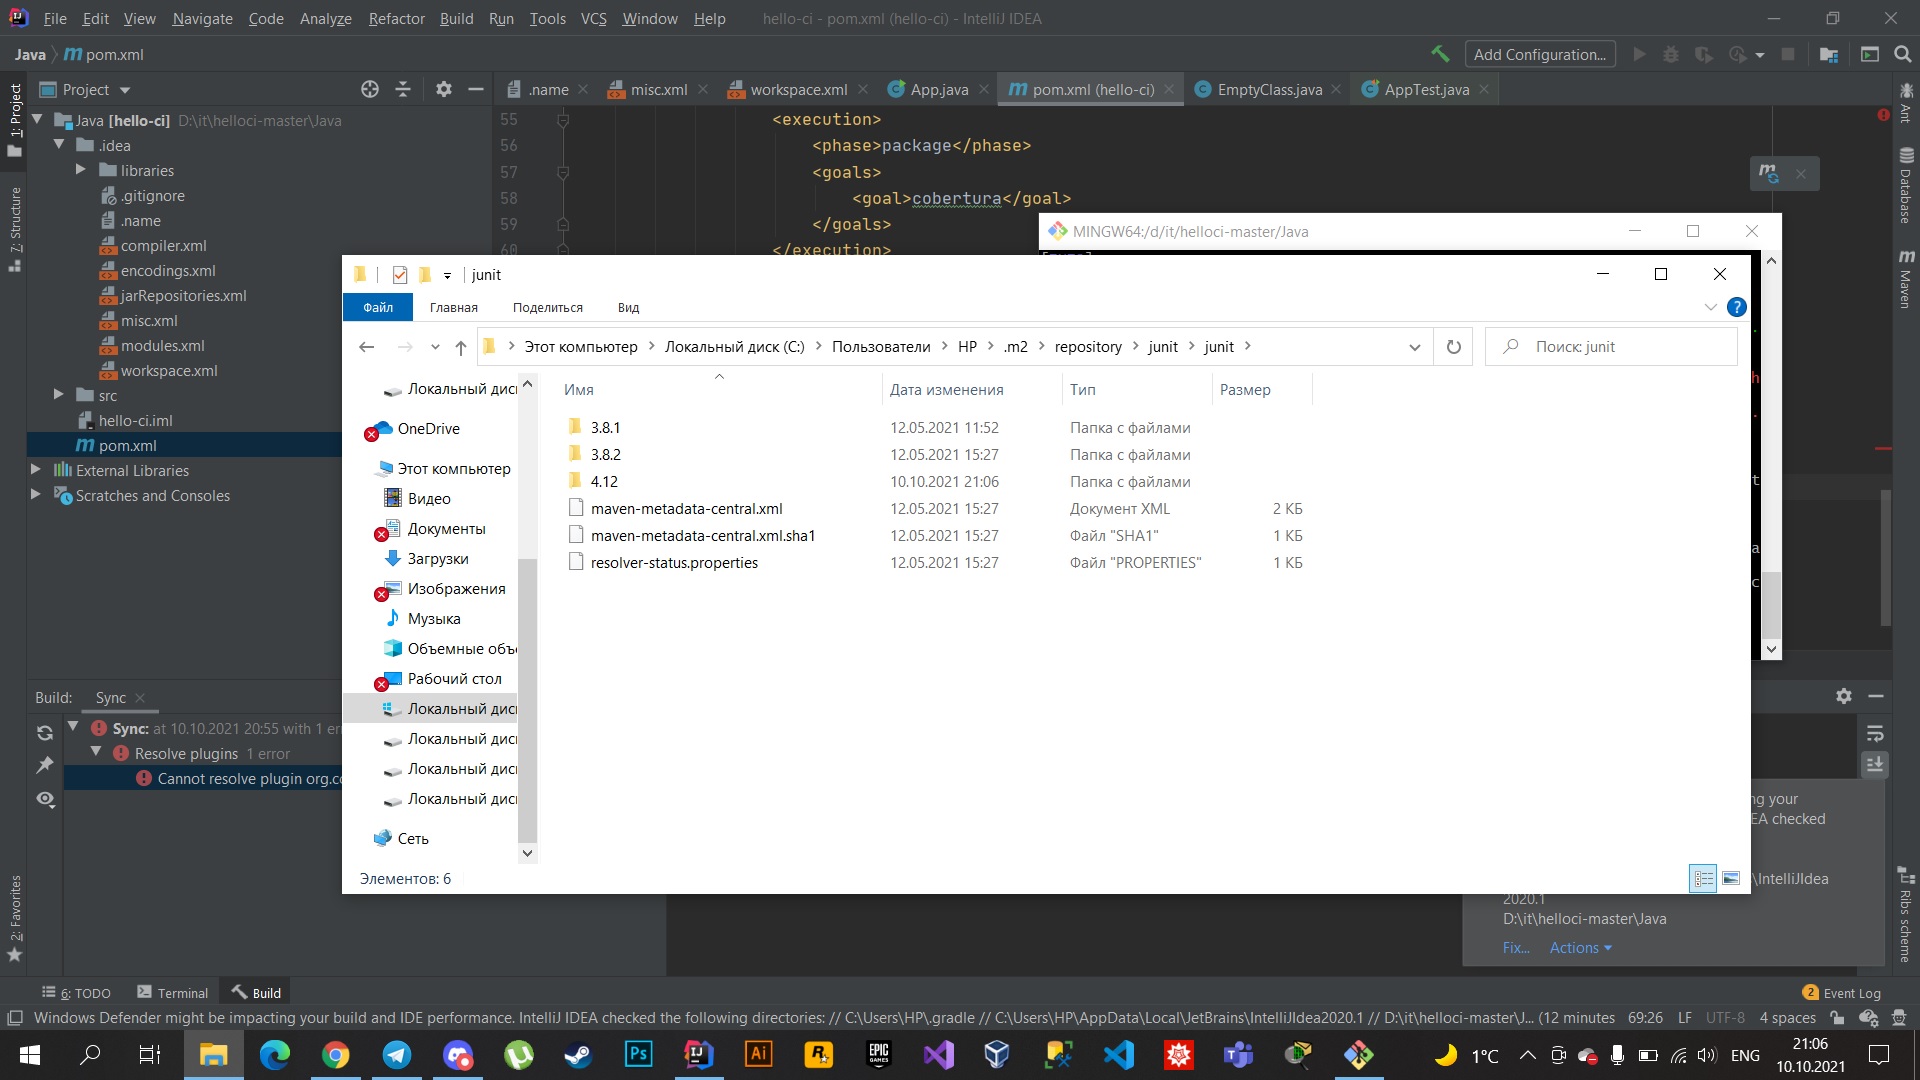 File Edit View Navigate Code Analyze Refactor Build Run Tools VCS Window Help hello-ci - pom.xml (hello-ci) - IntelliJ IDEA
Java pom.xml Add Configuration...
Project .name misc.xml workspace.xml App.java pom.xml (hello-ci) EmptyClass.java AppTest.java
1: Project
7: Structure
2: Favorites
Java [hello-ci] D:\it\helloci-master\Java
.idea
libraries
.gitignore
.name
compiler.xml
encodings.xml
jarRepositories.xml
misc.xml
modules.xml
workspace.xml
src
hello-ci.iml
pom.xml
External Libraries
Scratches and Consoles
55 <execution>
56 <phase>package</phase>
57 <goals>
58 <goal>cobertura</goal>
59 </goals>
60 </execution>
Ant
Database
Maven
Ribs scheme
MINGW64:/d/it/helloci-master/Java
junit
Файл Главная Поделиться Вид
Этот компьютер Локальный диск (C:) Пользователи HP .m2 repository junit junit Поиск: junit
Имя Дата изменения Тип Размер
3.8.1 12.05.2021 11:52 Папка с файлами
3.8.2 12.05.2021 15:27 Папка с файлами
4.12 10.10.2021 21:06 Папка с файлами
maven-metadata-central.xml 12.05.2021 15:27 Документ XML 2 КБ
maven-metadata-central.xml.sha1 12.05.2021 15:27 Файл "SHA1" 1 КБ
resolver-status.properties 12.05.2021 15:27 Файл "PROPERTIES" 1 КБ
Локальный дис
OneDrive
Этот компьютер
Видео
Документы
Загрузки
Изображения
Музыка
Объемные объ
Рабочий стол
Локальный дис
Локальный дис
Локальный дис
Локальный дис
Сеть
Элементов: 6
Build: Sync
Sync: at 10.10.2021 20:55 with 1 er
Resolve plugins 1 error
Cannot resolve plugin org.co
ng your
EA checked
\IntelliJIdea
2020.1
D:\it\helloci-master\Java
Fix... Actions
6: TODO Terminal Build 2 Event Log
Windows Defender might be impacting your build and IDE performance. IntelliJ IDEA checked the following directories: // C:\Users\HP\.gradle // C:\Users\HP\AppData\Local\JetBrains\IntelliJIdea2020.1 // D:\it\helloci-master\J... (12 minutes 69:26 LF UTF-8 4 spaces
Ps Ai R EPIC GAMES 1°C ENG 21:06
10.10.2021